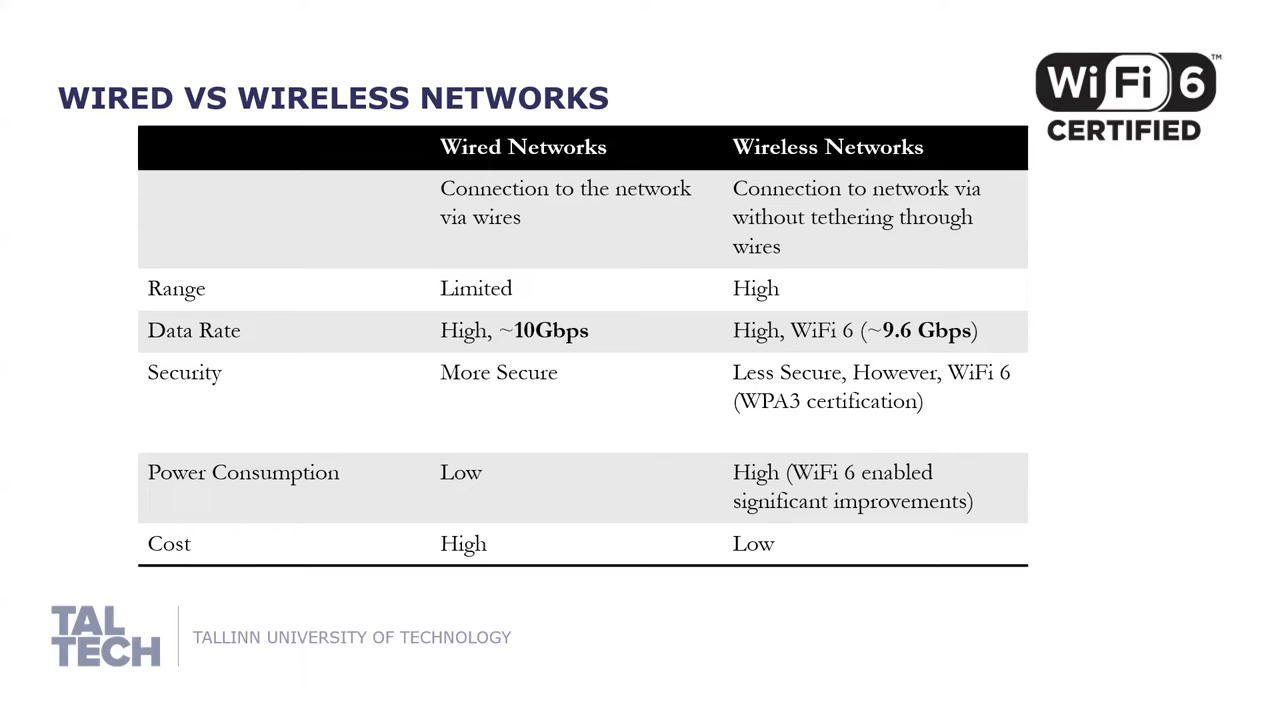 WiFi 6™
CERTIFIED
WIRED VS WIRELESS NETWORKS
Wired Networks Wireless Networks
Connection to the network Connection to network via
via wires without tethering through
wires
Range Limited High
Data Rate High, ~10Gbps High, WiFi 6 (~9.6 Gbps)
Security More Secure Less Secure, However, WiFi 6
(WPA3 certification)
Power Consumption Low High (WiFi 6 enabled
significant improvements)
Cost High Low
TAL
TECH
TALLINN UNIVERSITY OF TECHNOLOGY